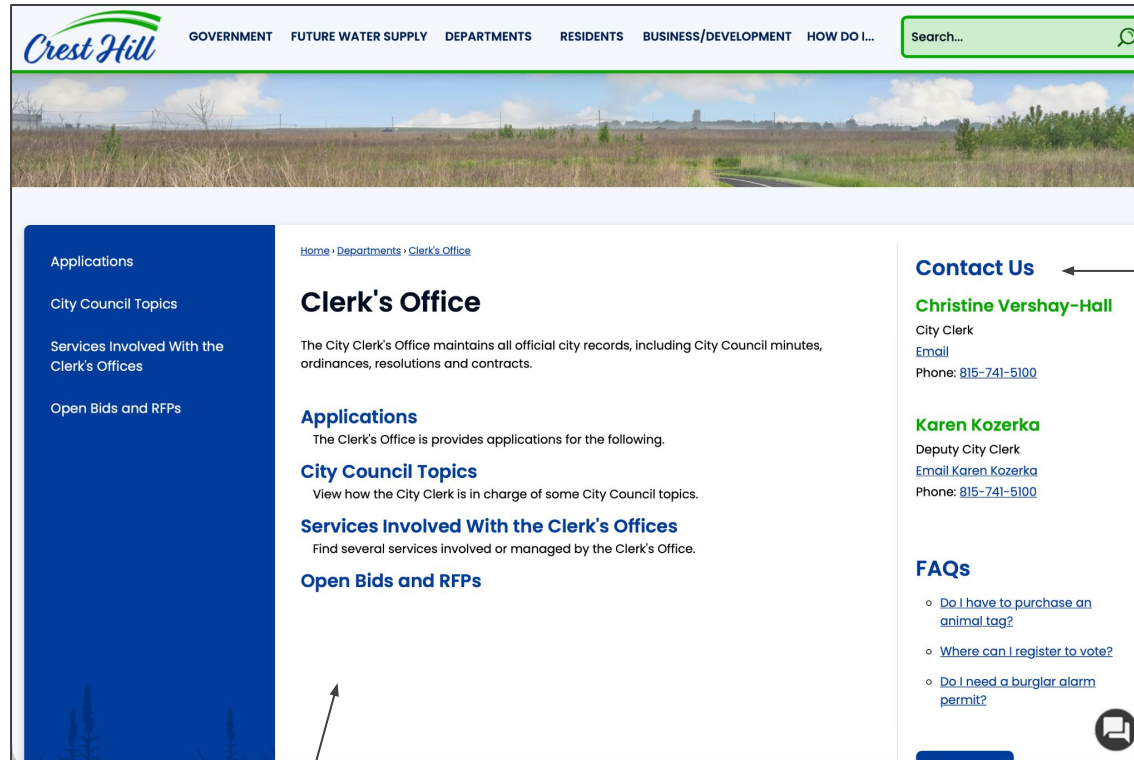 Crest Hill
GOVERNMENT FUTURE WATER SUPPLY DEPARTMENTS RESIDENTS BUSINESS/DEVELOPMENT HOW DO I...
Search...
Applications
City Council Topics
Services Involved With the
Clerk's Offices
Open Bids and RFPs
Home › Departments › Clerk's Office
Clerk's Office
The City Clerk's Office maintains all official city records, including City Council minutes,
ordinances, resolutions and contracts.
Applications
The Clerk's Office is provides applications for the following.
City Council Topics
View how the City Clerk is in charge of some City Council topics.
Services Involved With the Clerk's Offices
Find several services involved or managed by the Clerk's Office.
Open Bids and RFPs
Contact Us
Christine Vershay-Hall
City Clerk
Email
Phone: 815-741-5100
Karen Kozerka
Deputy City Clerk
Email Karen Kozerka
Phone: 815-741-5100
FAQs
Do I have to purchase an
animal tag?
Where can I register to vote?
Do I need a burglar alarm
permit?